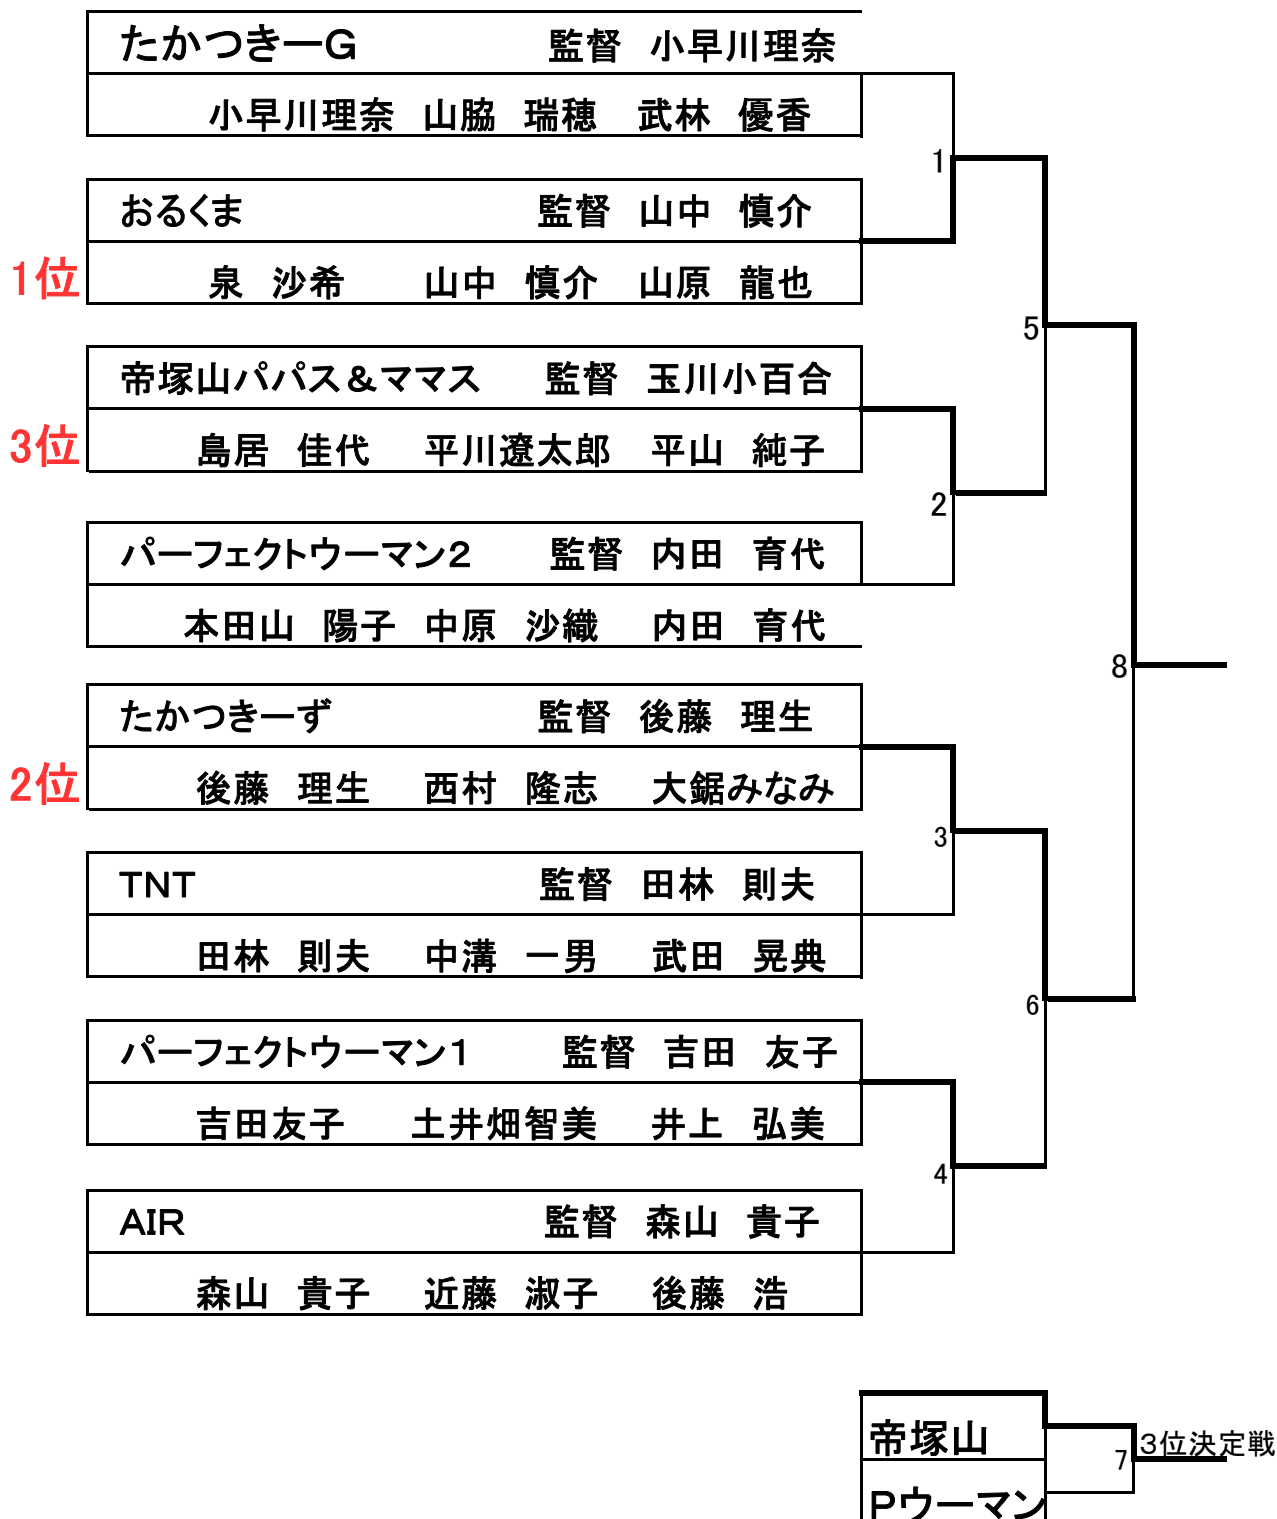 たかつきーG 監督 小早川理奈
小早川理奈 山脇 瑞穂 武林 優香
1
おるくま 監督 山中 慎介
1位
泉 沙希 山中 慎介 山原 龍也
5
帝塚山パパス＆ママス 監督 玉川小百合
3位
島居 佳代 平川遼太郎 平山 純子
2
パーフェクトウーマン2 監督 内田 育代
本田山 陽子 中原 沙織 内田 育代
8
たかつきーず 監督 後藤 理生
2位
後藤 理生 西村 隆志 大鋸みなみ
3
TNT 監督 田林 則夫
田林 則夫 中溝 一男 武田 晃典
6
パーフェクトウーマン1 監督 吉田 友子
吉田友子 土井畑智美 井上 弘美
4
AIR 監督 森山 貴子
森山 貴子 近藤 淑子 後藤 浩
帝塚山
7
3位決定戦
Pウーマン